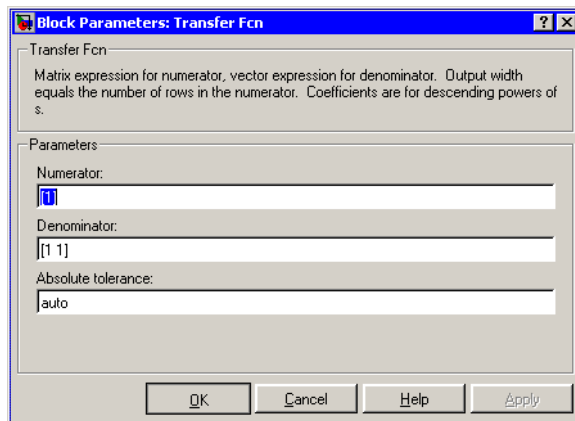 Block Parameters: Transfer Fcn
Transfer Fcn
Matrix expression for numerator, vector expression for denominator. Output width
equals the number of rows in the numerator. Coefficients are for descending powers of
s.
Parameters
Numerator:
[1]
Denominator:
[1 1]
Absolute tolerance:
auto
OK Cancel Help Apply